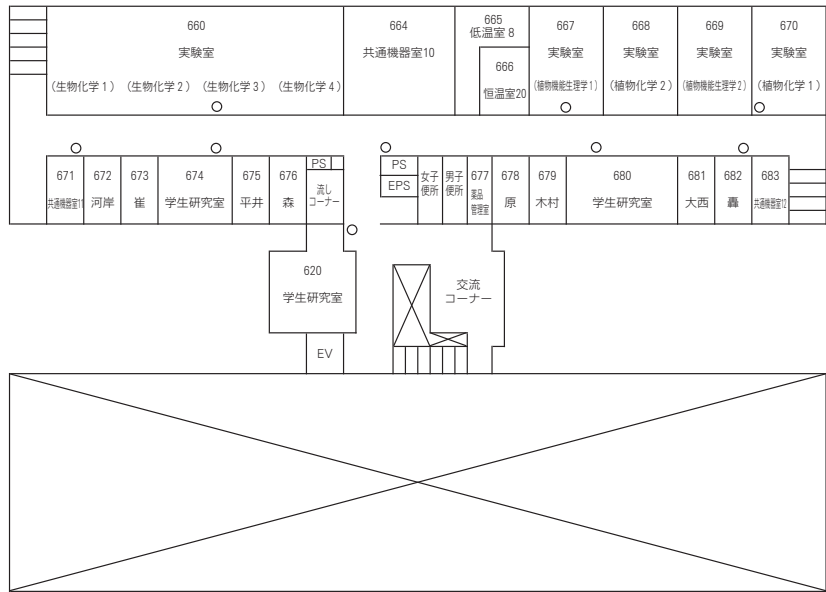 660
実験室
（生物化学１）（生物化学２）（生物化学３）（生物化学４）
664
共通機器室10
665
低温室８
666
恒温室20
667
実験室
（植物機能生理学１）
668
実験室
（植物化学２）
669
実験室
（植物機能生理学２）
670
実験室
（植物化学１）
671
共通機器室11
672
河岸
673
崔
674
学生研究室
675
平井
676
森
PS
流し
コーナー
PS
EPS
女子
便所
男子
便所
677
薬品
管理室
678
原
679
木村
680
学生研究室
681
大西
682
轟
683
共通機器室12
620
学生研究室
EV
交流
コーナー